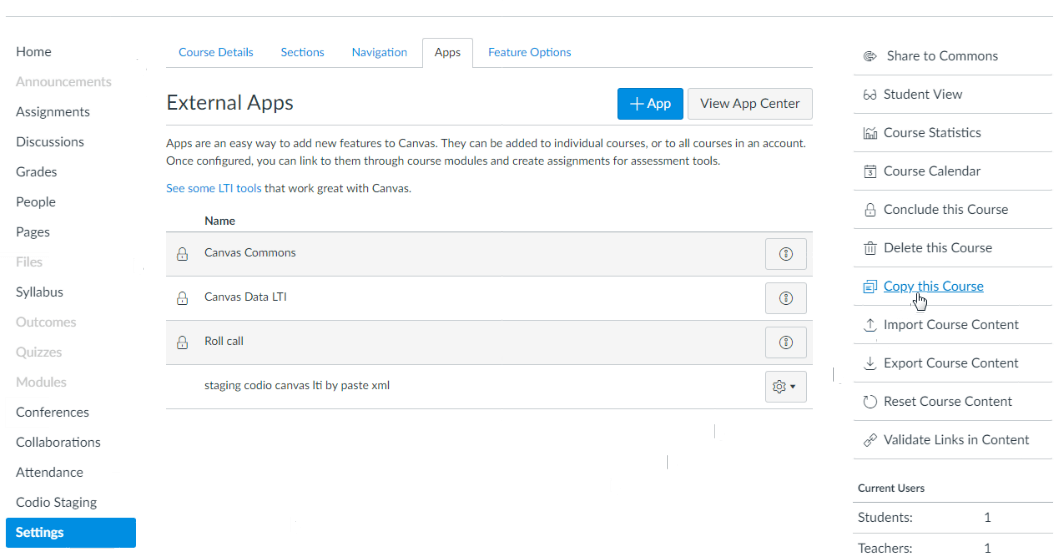 Home
Announcements
Assignments
Discussions
Grades
People
Pages
Files
Syllabus
Outcomes
Quizzes
Modules
Conferences
Collaborations
Attendance
Codio Staging
Settings
Course Details Sections Navigation Apps Feature Options
External Apps
+ App View App Center
Apps are an easy way to add new features to Canvas. They can be added to individual courses, or to all courses in an account.
Once configured, you can link to them through course modules and create assignments for assessment tools.
See some LTI tools that work great with Canvas.
Name
Canvas Commons
Canvas Data LTI
Roll call
staging codio canvas lti by paste xml
Share to Commons
Student View
Course Statistics
Course Calendar
Conclude this Course
Delete this Course
Copy this Course
Import Course Content
Export Course Content
Reset Course Content
Validate Links in Content
Current Users
Students: 1
Teachers: 1